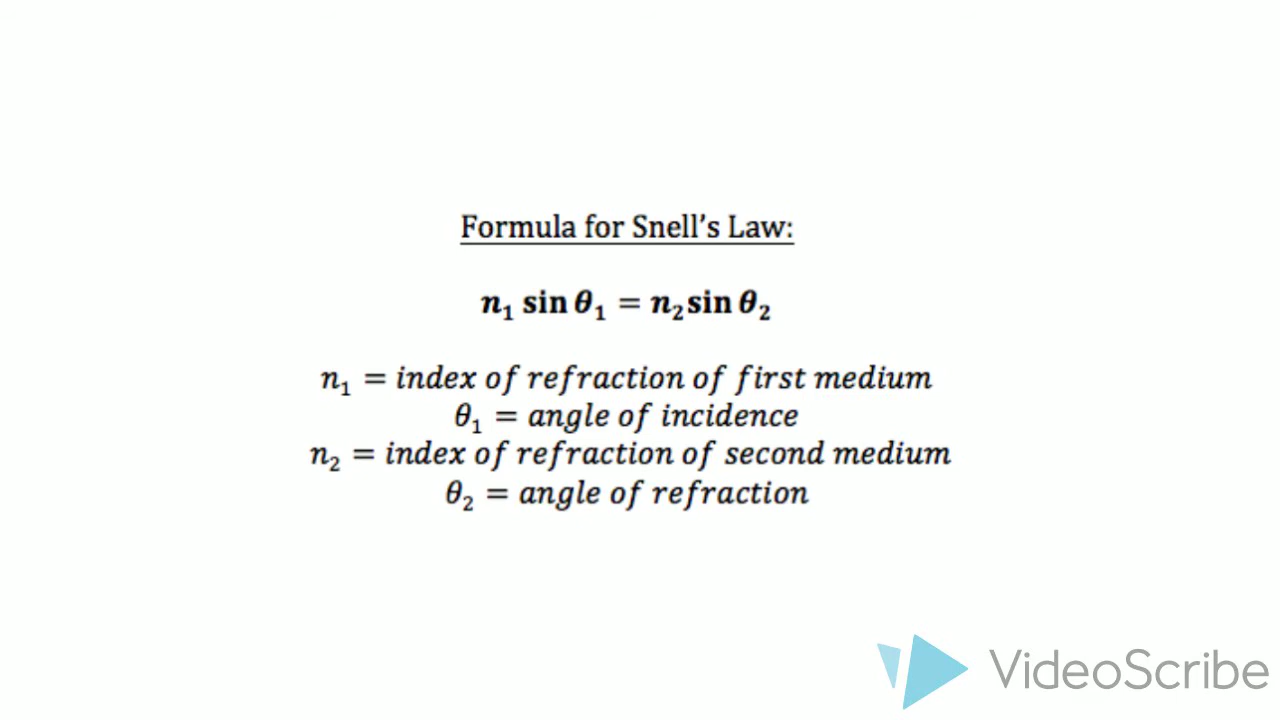 Formula for Snell's Law:
n₁ sin θ₁ = n₂sin θ₂
n₁ = index of refraction of first medium
θ₁ = angle of incidence
n₂ = index of refraction of second medium
θ₂ = angle of refraction
VideoScribe